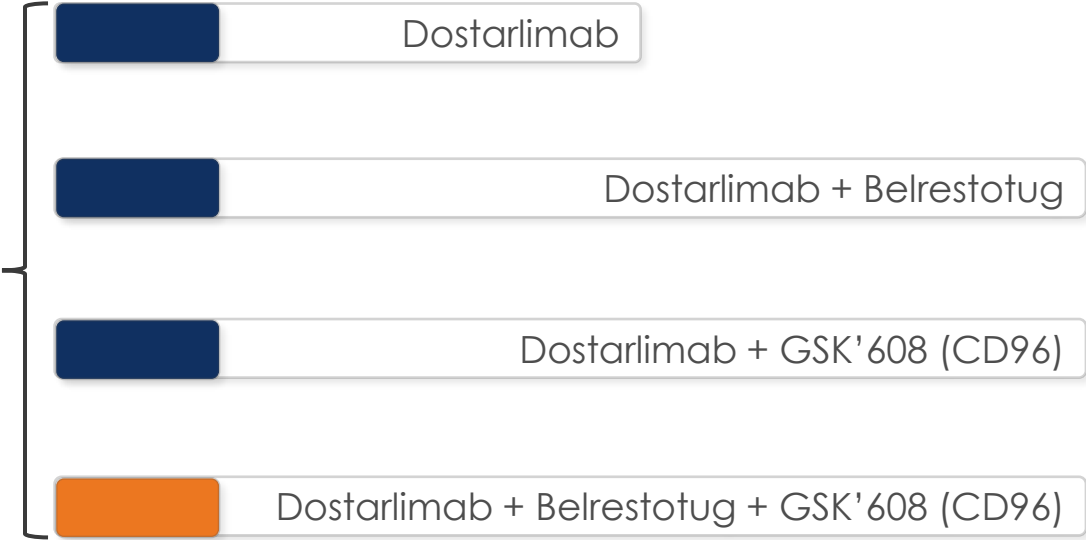 Dostarlimab
Dostarlimab + Belrestotug
Dostarlimab + GSK’608 (CD96)
Dostarlimab + Belrestotug + GSK’608 (CD96)